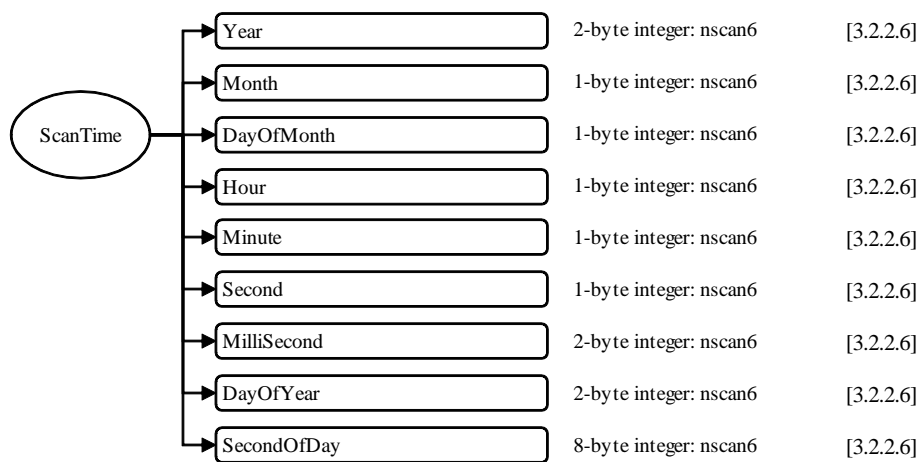 Year 2-byte integer: nscan6 [3.2.2.6]
Month 1-byte integer: nscan6 [3.2.2.6]
ScanTime
DayOfMonth 1-byte integer: nscan6 [3.2.2.6]
Hour 1-byte integer: nscan6 [3.2.2.6]
Minute 1-byte integer: nscan6 [3.2.2.6]
Second 1-byte integer: nscan6 [3.2.2.6]
MilliSecond 2-byte integer: nscan6 [3.2.2.6]
DayOfYear 2-byte integer: nscan6 [3.2.2.6]
SecondOfDay 8-byte integer: nscan6 [3.2.2.6]